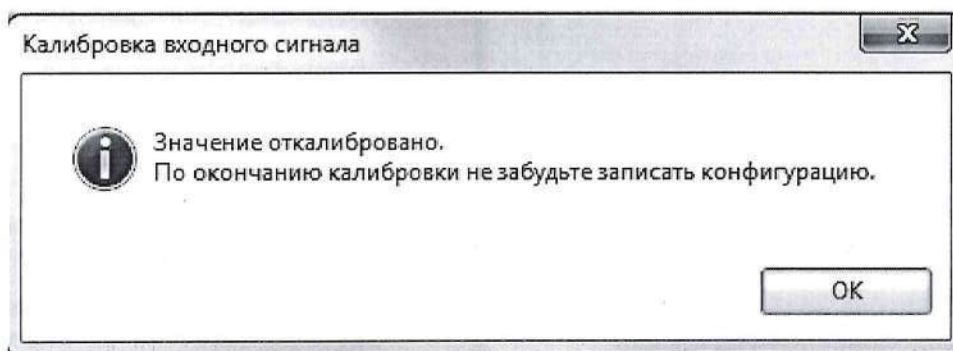 Калибровка входного сигнала
Значение откалибровано.
По окончанию калибровки не забудьте записать конфигурацию.
OK